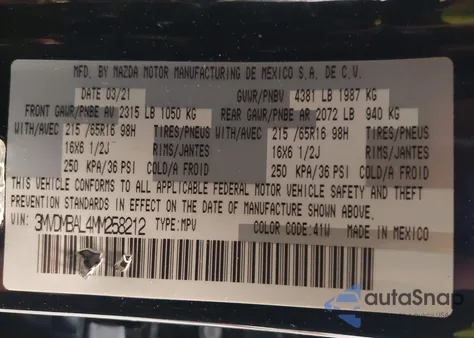 MFD. BY MAZDA MOTOR MANUFACTURING DE MEXICO S.A. DE C.V.
DATE 03/21 GVWR/PNBV 4381 LB 1987 KG
FRONT GAWR/PNBE AV 2315 LB 1050 KG REAR GAWR/PNBE AR 2072 LB 940 KG
WITH/AVEC 215 /65R16 98H TIRES/PNEUS WITH/AVEC 215 /65R16 98H TIRES/PNEUS
16X6 1/2J RIMS/JANTES 16X6 1/2J RIMS/JANTES
250 KPA/36 PSI COLD/A FROID 250 KPA/36 PSI COLD/A FROID
THIS VEHICLE CONFORMS TO ALL APPLICABLE FEDERAL MOTOR VEHICLE SAFETY AND THEFT
PREVENTION STANDARDS IN EFFECT ON THE DATE OF MANUFACTURE SHOWN ABOVE.
VIN: 3MVDMBAL4MM258212 TYPE: MPV COLOR CODE: 41W MADE IN MEXICO
autoSnap